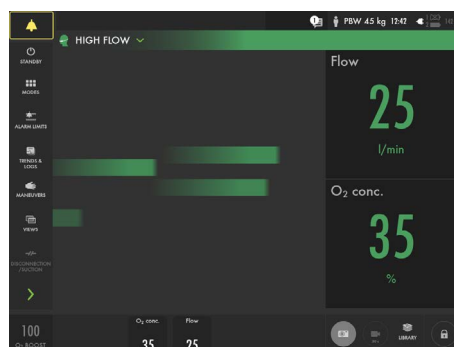 PBW 45 kg 12:42
HIGH FLOW
STANDBY
MODES
ALARM LIMITS
TRENDS &
LOGS
MANEUVERS
VIEWS
DISCONNECTION
/SUCTION
Flow
25
l/min
O₂ conc.
35
%
100
O₂ BOOST
O₂ conc.
35
Flow
25
LIBRARY